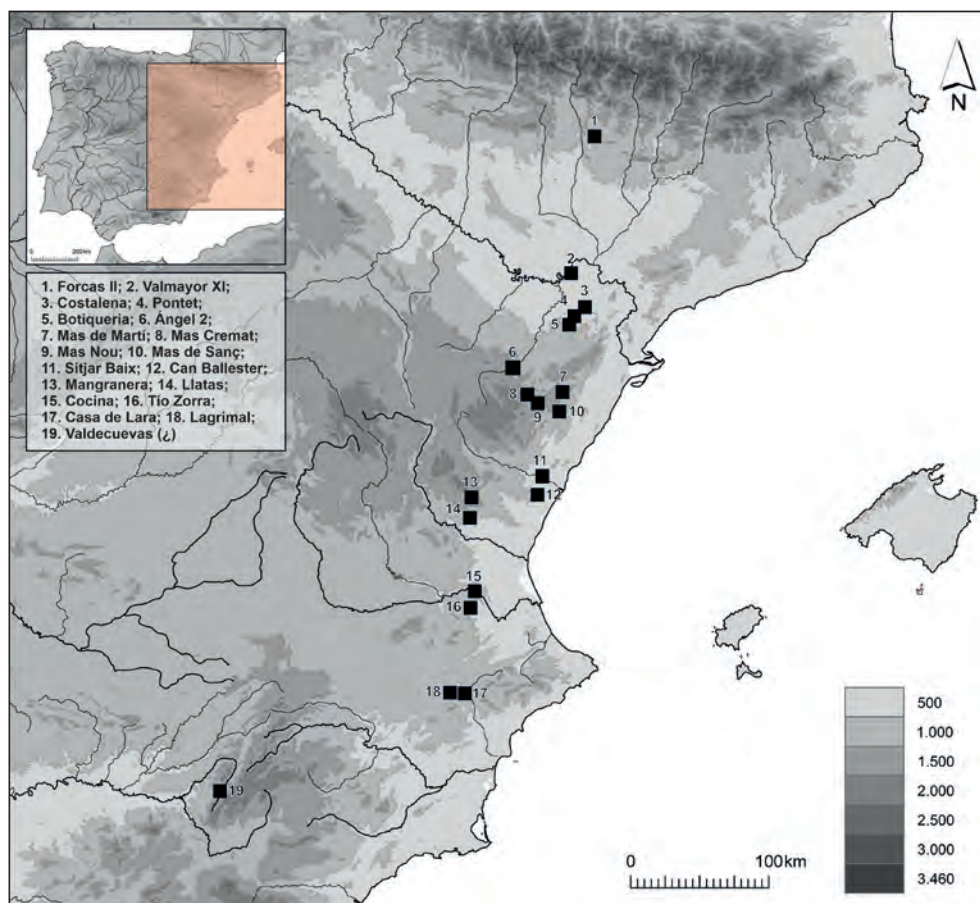 N
0 200 km
1. Forcas II; 2. Valmayor XI;
3. Costalena; 4. Pontet;
5. Botiqueria; 6. Ángel 2;
7. Mas de Martí; 8. Mas Cremat;
9. Mas Nou; 10. Mas de Sanç;
11. Sitjar Baix; 12. Can Ballester;
13. Mangranera; 14. Llatas;
15. Cocina; 16. Tío Zorra;
17. Casa de Lara; 18. Lagrimal;
19. Valdecuevas (¿)
1
2
3
4
5
6
7
8
9
10
11
12
13
14
15
16
18
17
19
500
1.000
1.500
2.000
2.500
3.000
3.460
0 100km